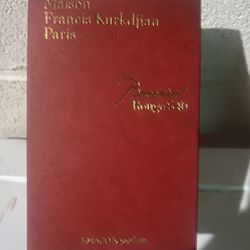 Maison
Francis Kurkdjian
Paris
Baccarat
Rouge 540
Extrait de parfum